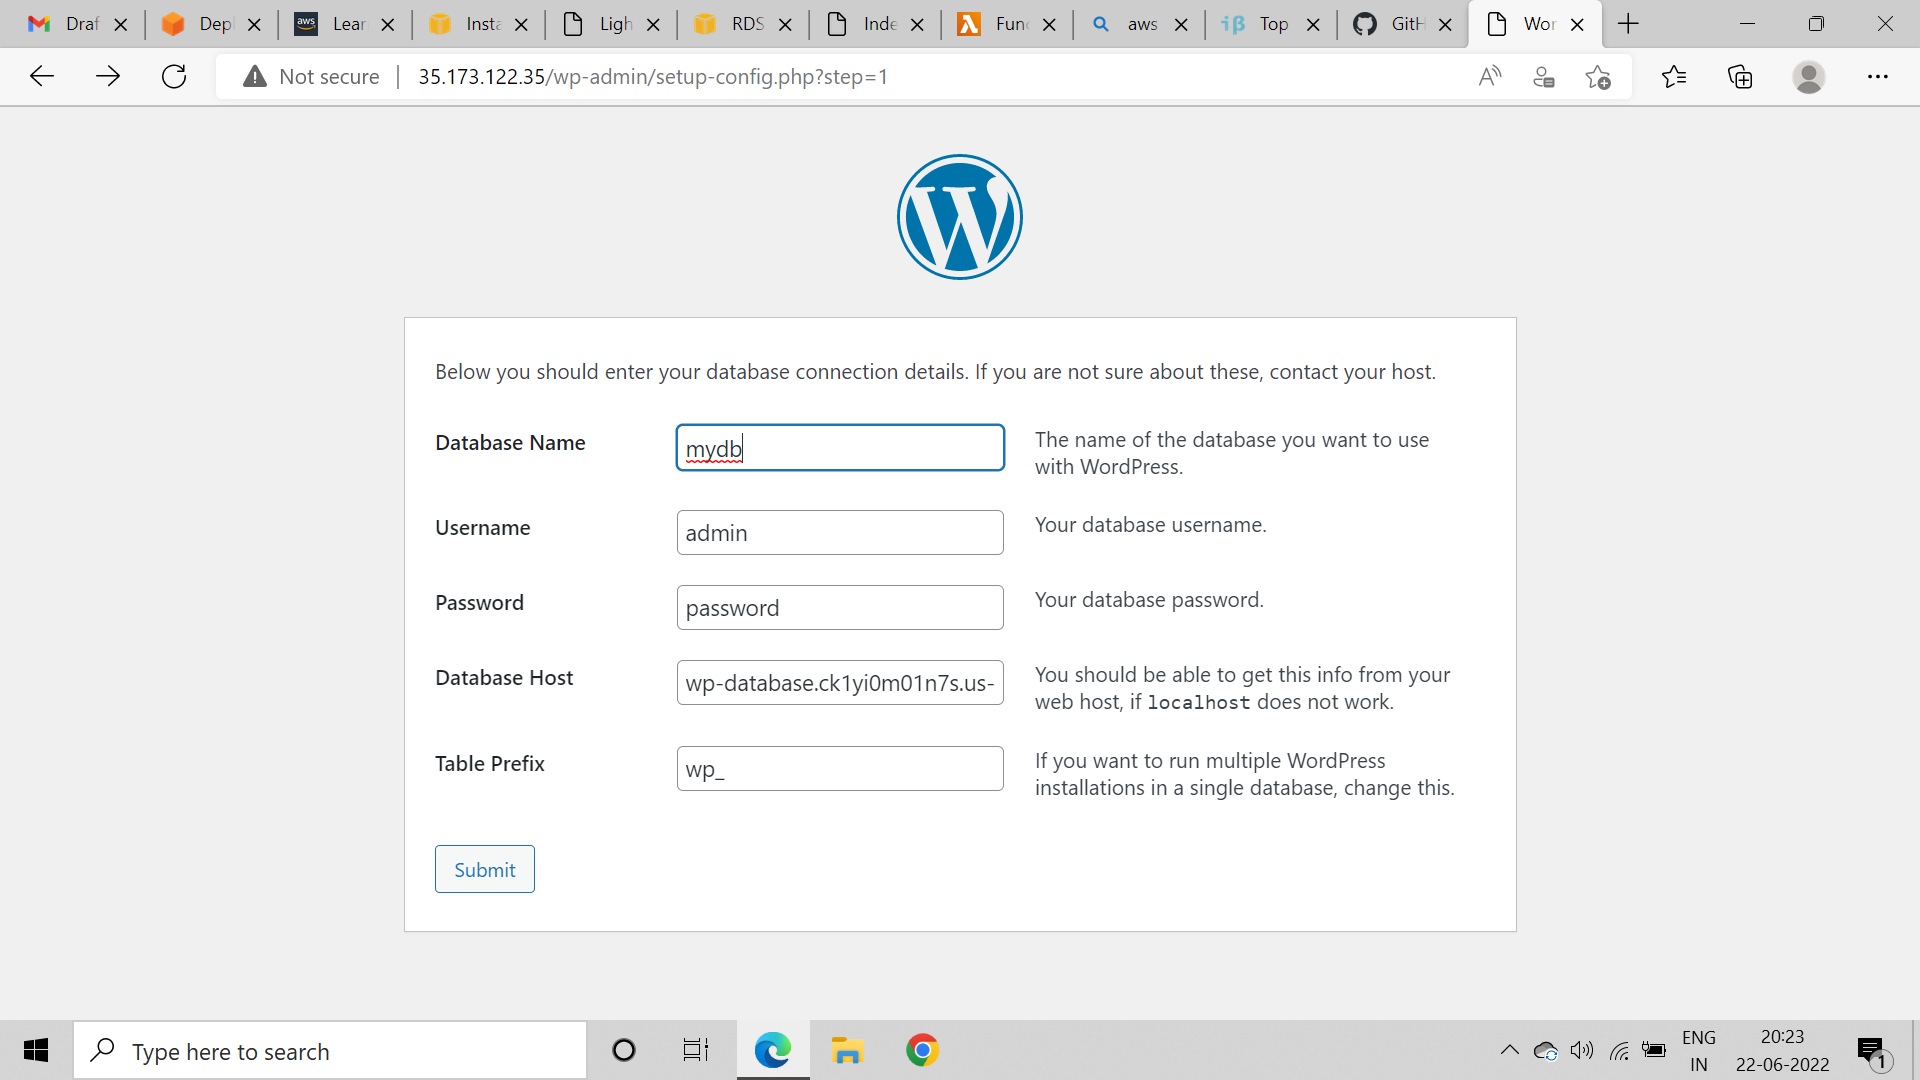 Draf
Depl
aws
Lear
Insta
Ligh
RDS
Inde
Func
aws
iβ
Top
GitH
Wor
Not secure
35.173.122.35/wp-admin/setup-config.php?step=1
Below you should enter your database connection details. If you are not sure about these, contact your host.
Database Name
mydb
The name of the database you want to use
with WordPress.
Username
admin
Your database username.
Password
password
Your database password.
Database Host
wp-database.ck1yi0m01n7s.us-
You should be able to get this info from your
web host, if localhost does not work.
Table Prefix
wp_
If you want to run multiple WordPress
installations in a single database, change this.
Submit
Type here to search
ENG
IN
20:23
22-06-2022
1